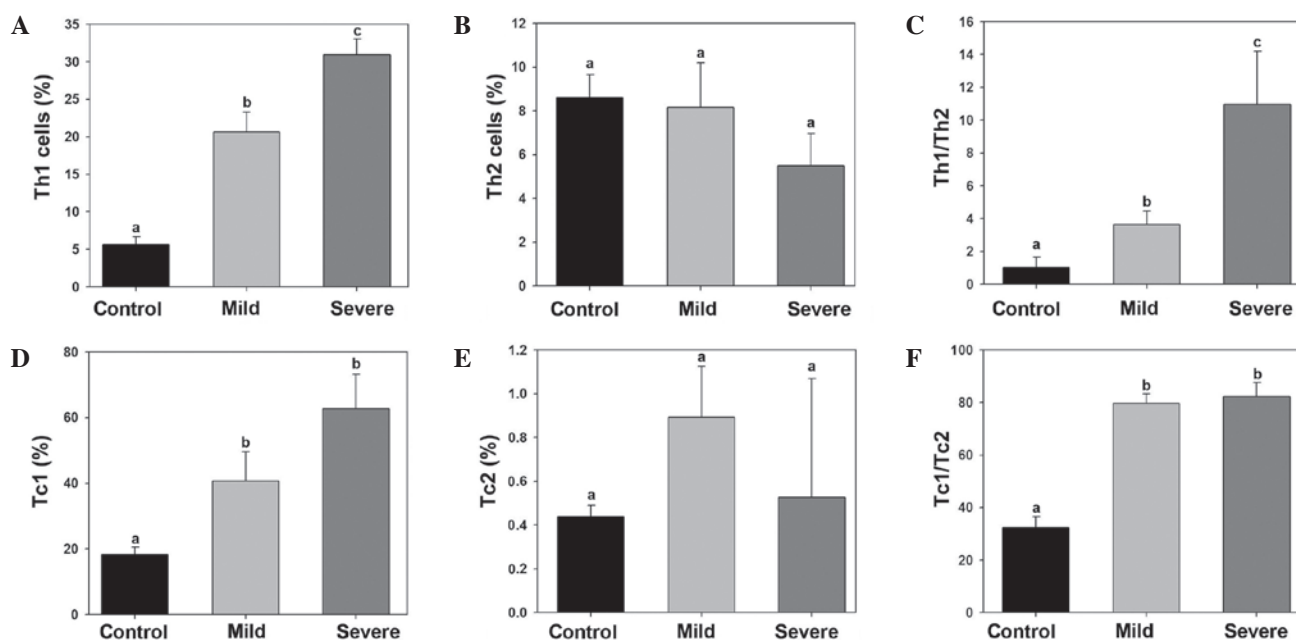 A
Th1 cells (%)
35
30
25
20
15
10
5
0
a
b
c
Control Mild Severe
B
Th2 cells (%)
12
10
8
6
4
2
0
a
a
a
Control Mild Severe
C
Th1/Th2
16
14
12
10
8
6
4
2
0
a
b
c
Control Mild Severe
D
Tc1 (%)
80
60
40
20
0
a
b
b
Control Mild Severe
E
Tc2 (%)
1.2
1.0
0.8
0.6
0.4
0.2
0.0
a
a
a
Control Mild Severe
F
Tc1/Tc2
100
80
60
40
20
0
a
b
b
Control Mild Severe